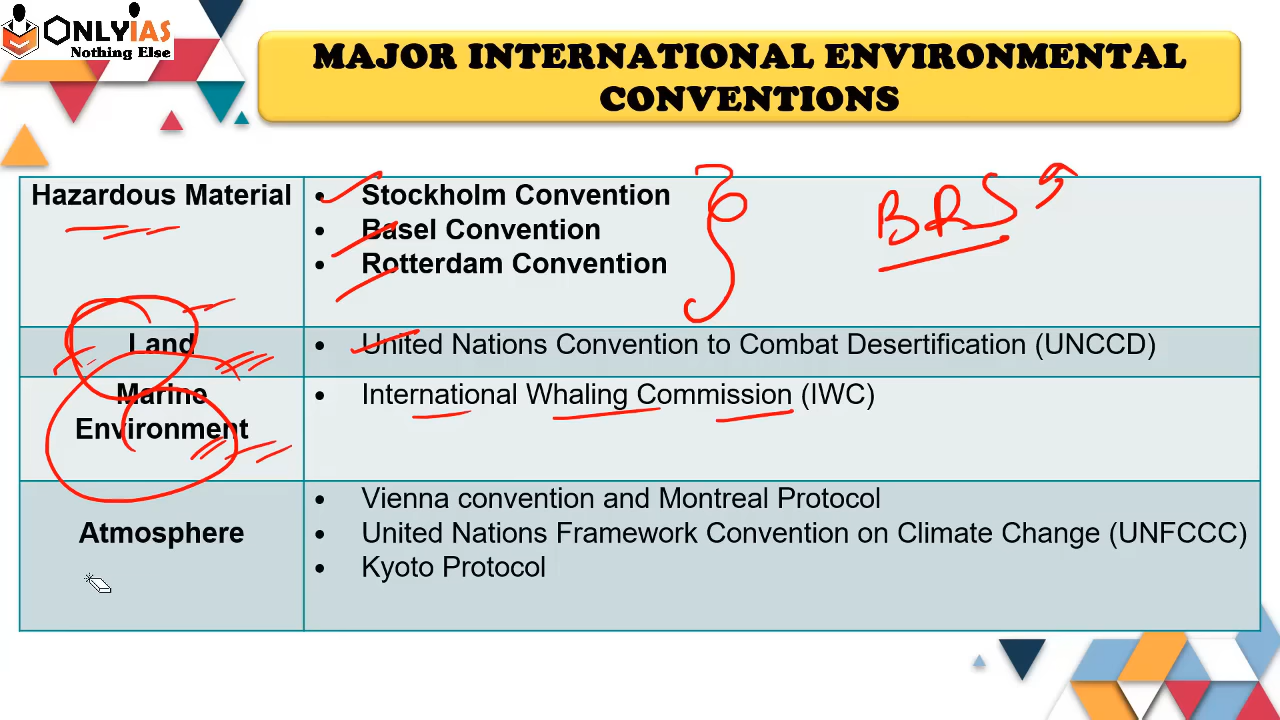 ONLYIAS
Nothing Else
MAJOR INTERNATIONAL ENVIRONMENTAL
CONVENTIONS
Hazardous Material
• Stockholm Convention
• Basel Convention
• Rotterdam Convention
BRS
Land
• United Nations Convention to Combat Desertification (UNCCD)
Marine
Environment
• International Whaling Commission (IWC)
Atmosphere
• Vienna convention and Montreal Protocol
• United Nations Framework Convention on Climate Change (UNFCCC)
• Kyoto Protocol